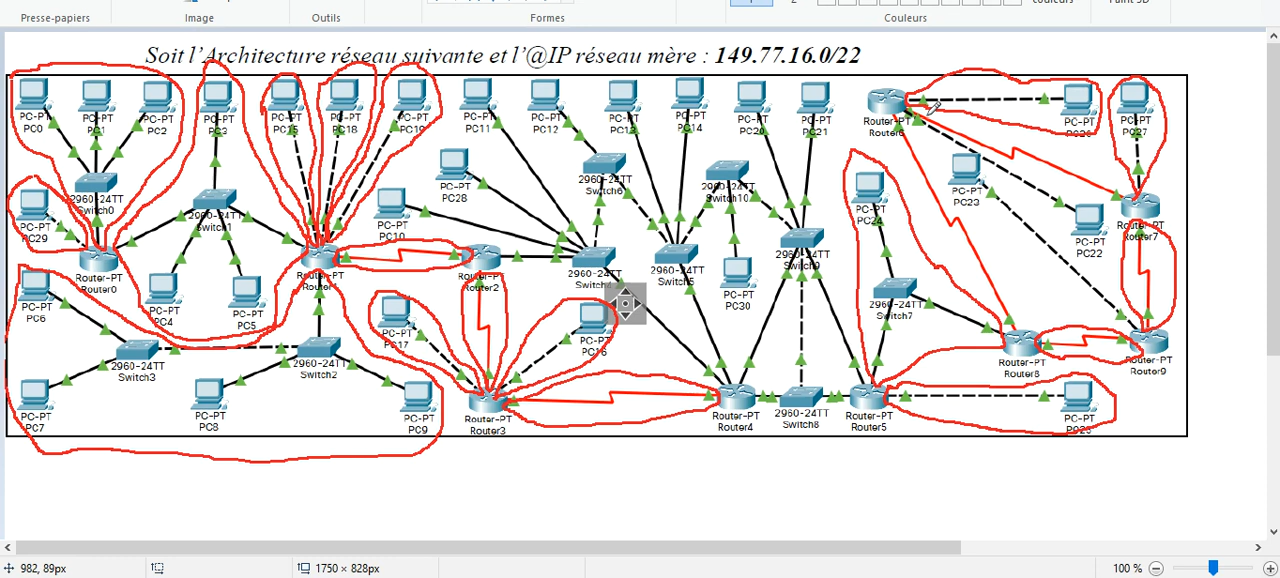 couleurs
Presse-papiers Image Outils Formes Couleurs
Soit l’Architecture réseau suivante et l’@IP réseau mère : 149.77.16.0/22
PC-PT PC0
PC-PT PC1
PC-PT PC2
PC-PT PC3
PC-PT PC15
PC-PT PC18
PC-PT PC19
PC-PT PC11
PC-PT PC12
PC-PT PC13
PC-PT PC14
PC-PT PC20
PC-PT PC21
Router-PT
PC-PT
PC-PT PC27
2960-24TT
Switch0
PC-PT
PC29
2960-24TT
Switch1
PC-PT
PC28
PC-PT
PC10
2960-24TT
Switch6
2960-24TT
Switch10
PC-PT
PC24
PC-PT
PC23
PC-PT
PC22
Router-PT
Router7
Router-PT
Router0
Router-PT
Router-PT
Router2
2960-24TT
2960-24TT
Switch5
2960-24TT
PC-PT
PC6
PC-PT
PC4
PC-PT
PC5
PC-PT
PC17
PC-PT
PC16
PC-PT
PC30
2960-24TT
Switch7
2960-24TT
Switch3
2960-24TT
Switch2
Router-PT
Router8
Router-PT
Router9
PC-PT
PC7
PC-PT
PC8
PC-PT
PC9
Router-PT
Router3
Router-PT
Router4
2960-24TT
Switch8
Router-PT
Router5
PC-PT
982, 89px 1750 × 828px 100 %